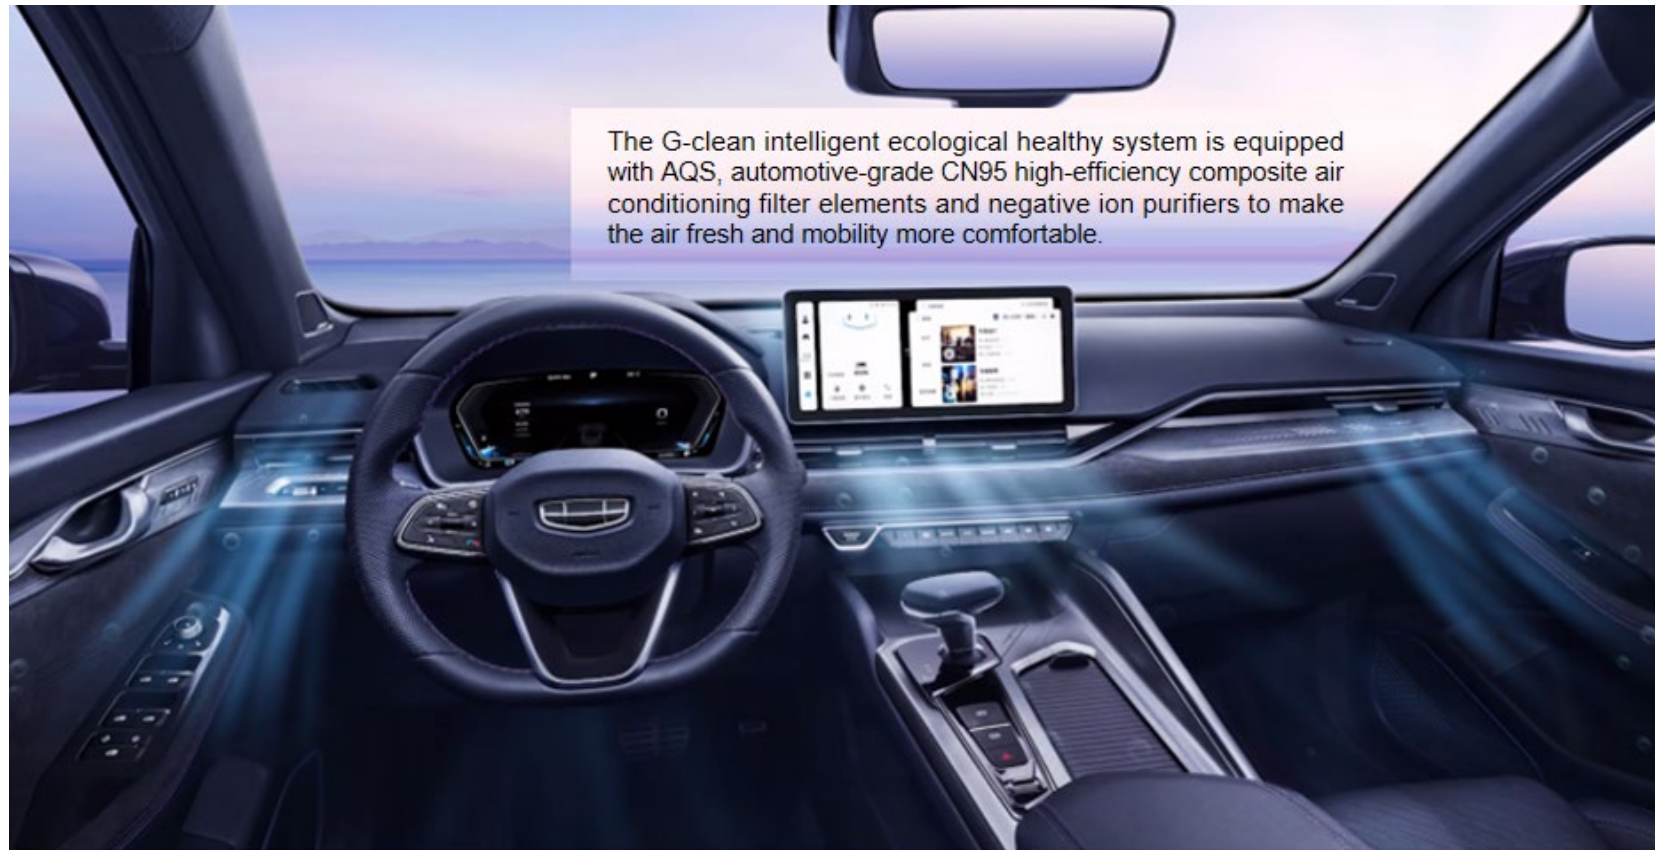 The G-clean intelligent ecological healthy system is equipped
with AQS, automotive-grade CN95 high-efficiency composite air
conditioning filter elements and negative ion purifiers to make
the air fresh and mobility more comfortable.